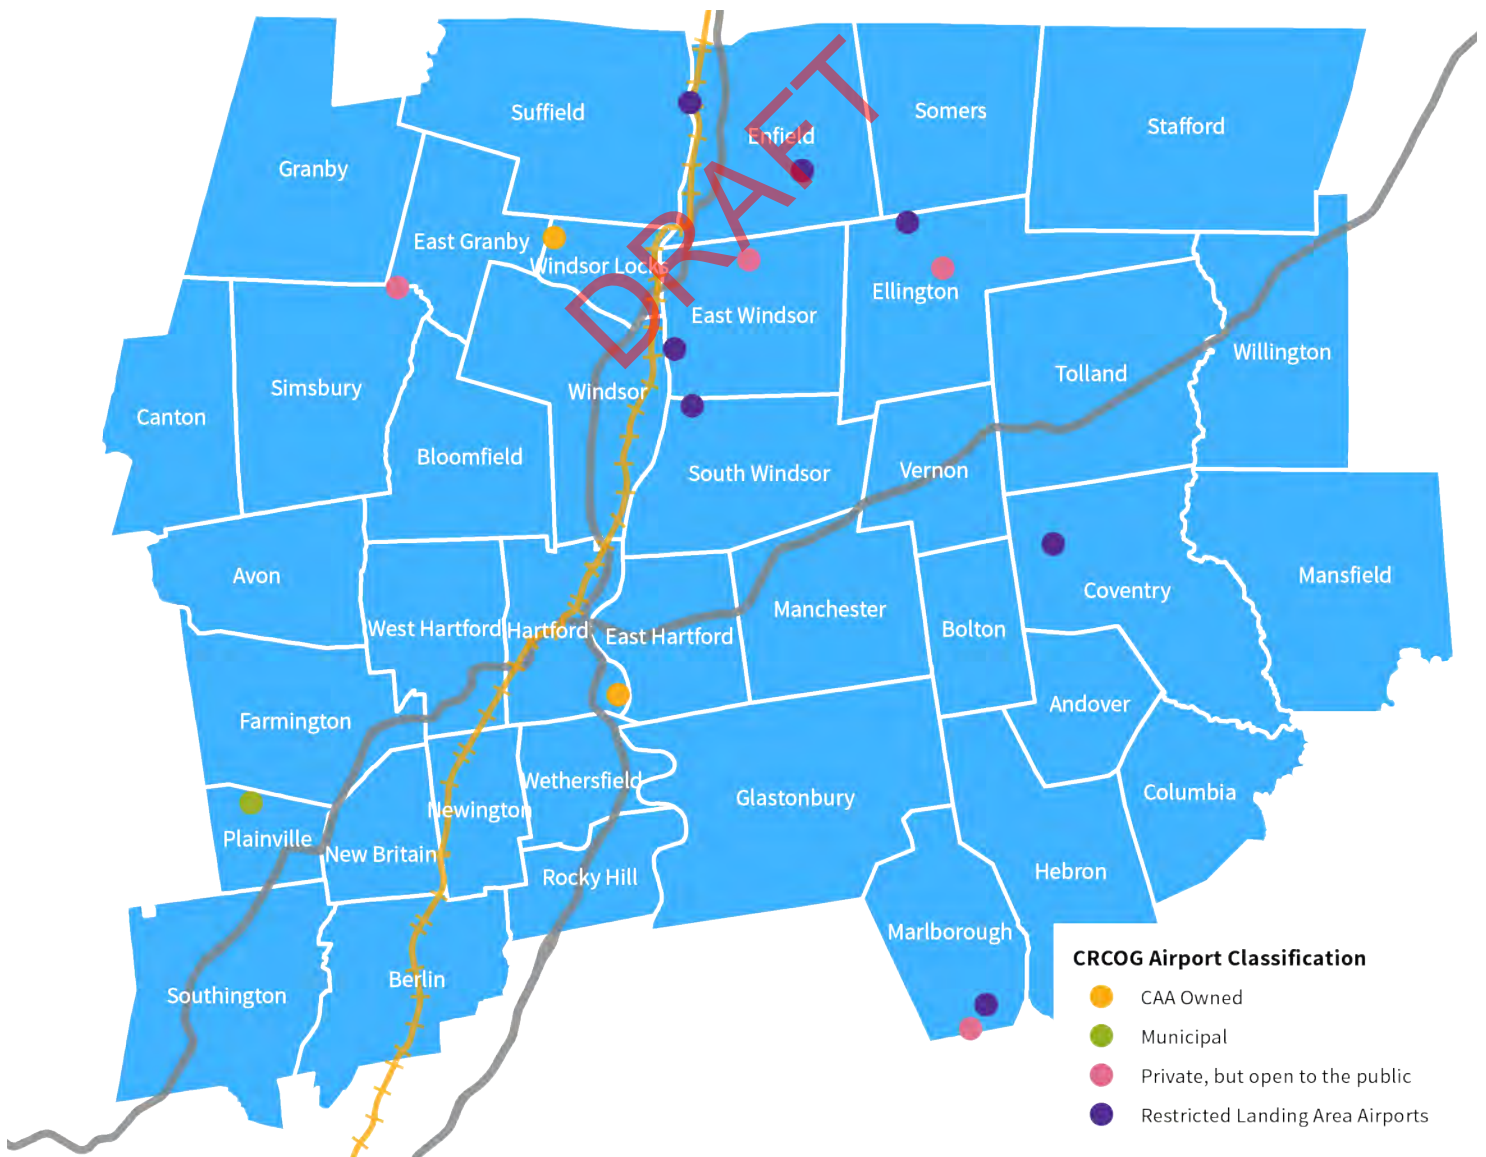 Suffield
Enfield
Somers
Stafford
Granby
DRAFT
East Granby
Windsor Locks
Ellington
East Windsor
Willington
Tolland
Simsbury
Windsor
Canton
Bloomfield
South Windsor
Vernon
Avon
Mansfield
Coventry
Manchester
West Hartford
Hartford
East Hartford
Bolton
Andover
Farmington
Wethersfield
Columbia
Glastonbury
Newington
Plainville
New Britain
Hebron
Rocky Hill
Marlborough
Berlin
Southington
CRCOG Airport Classification
CAA Owned
Municipal
Private, but open to the public
Restricted Landing Area Airports